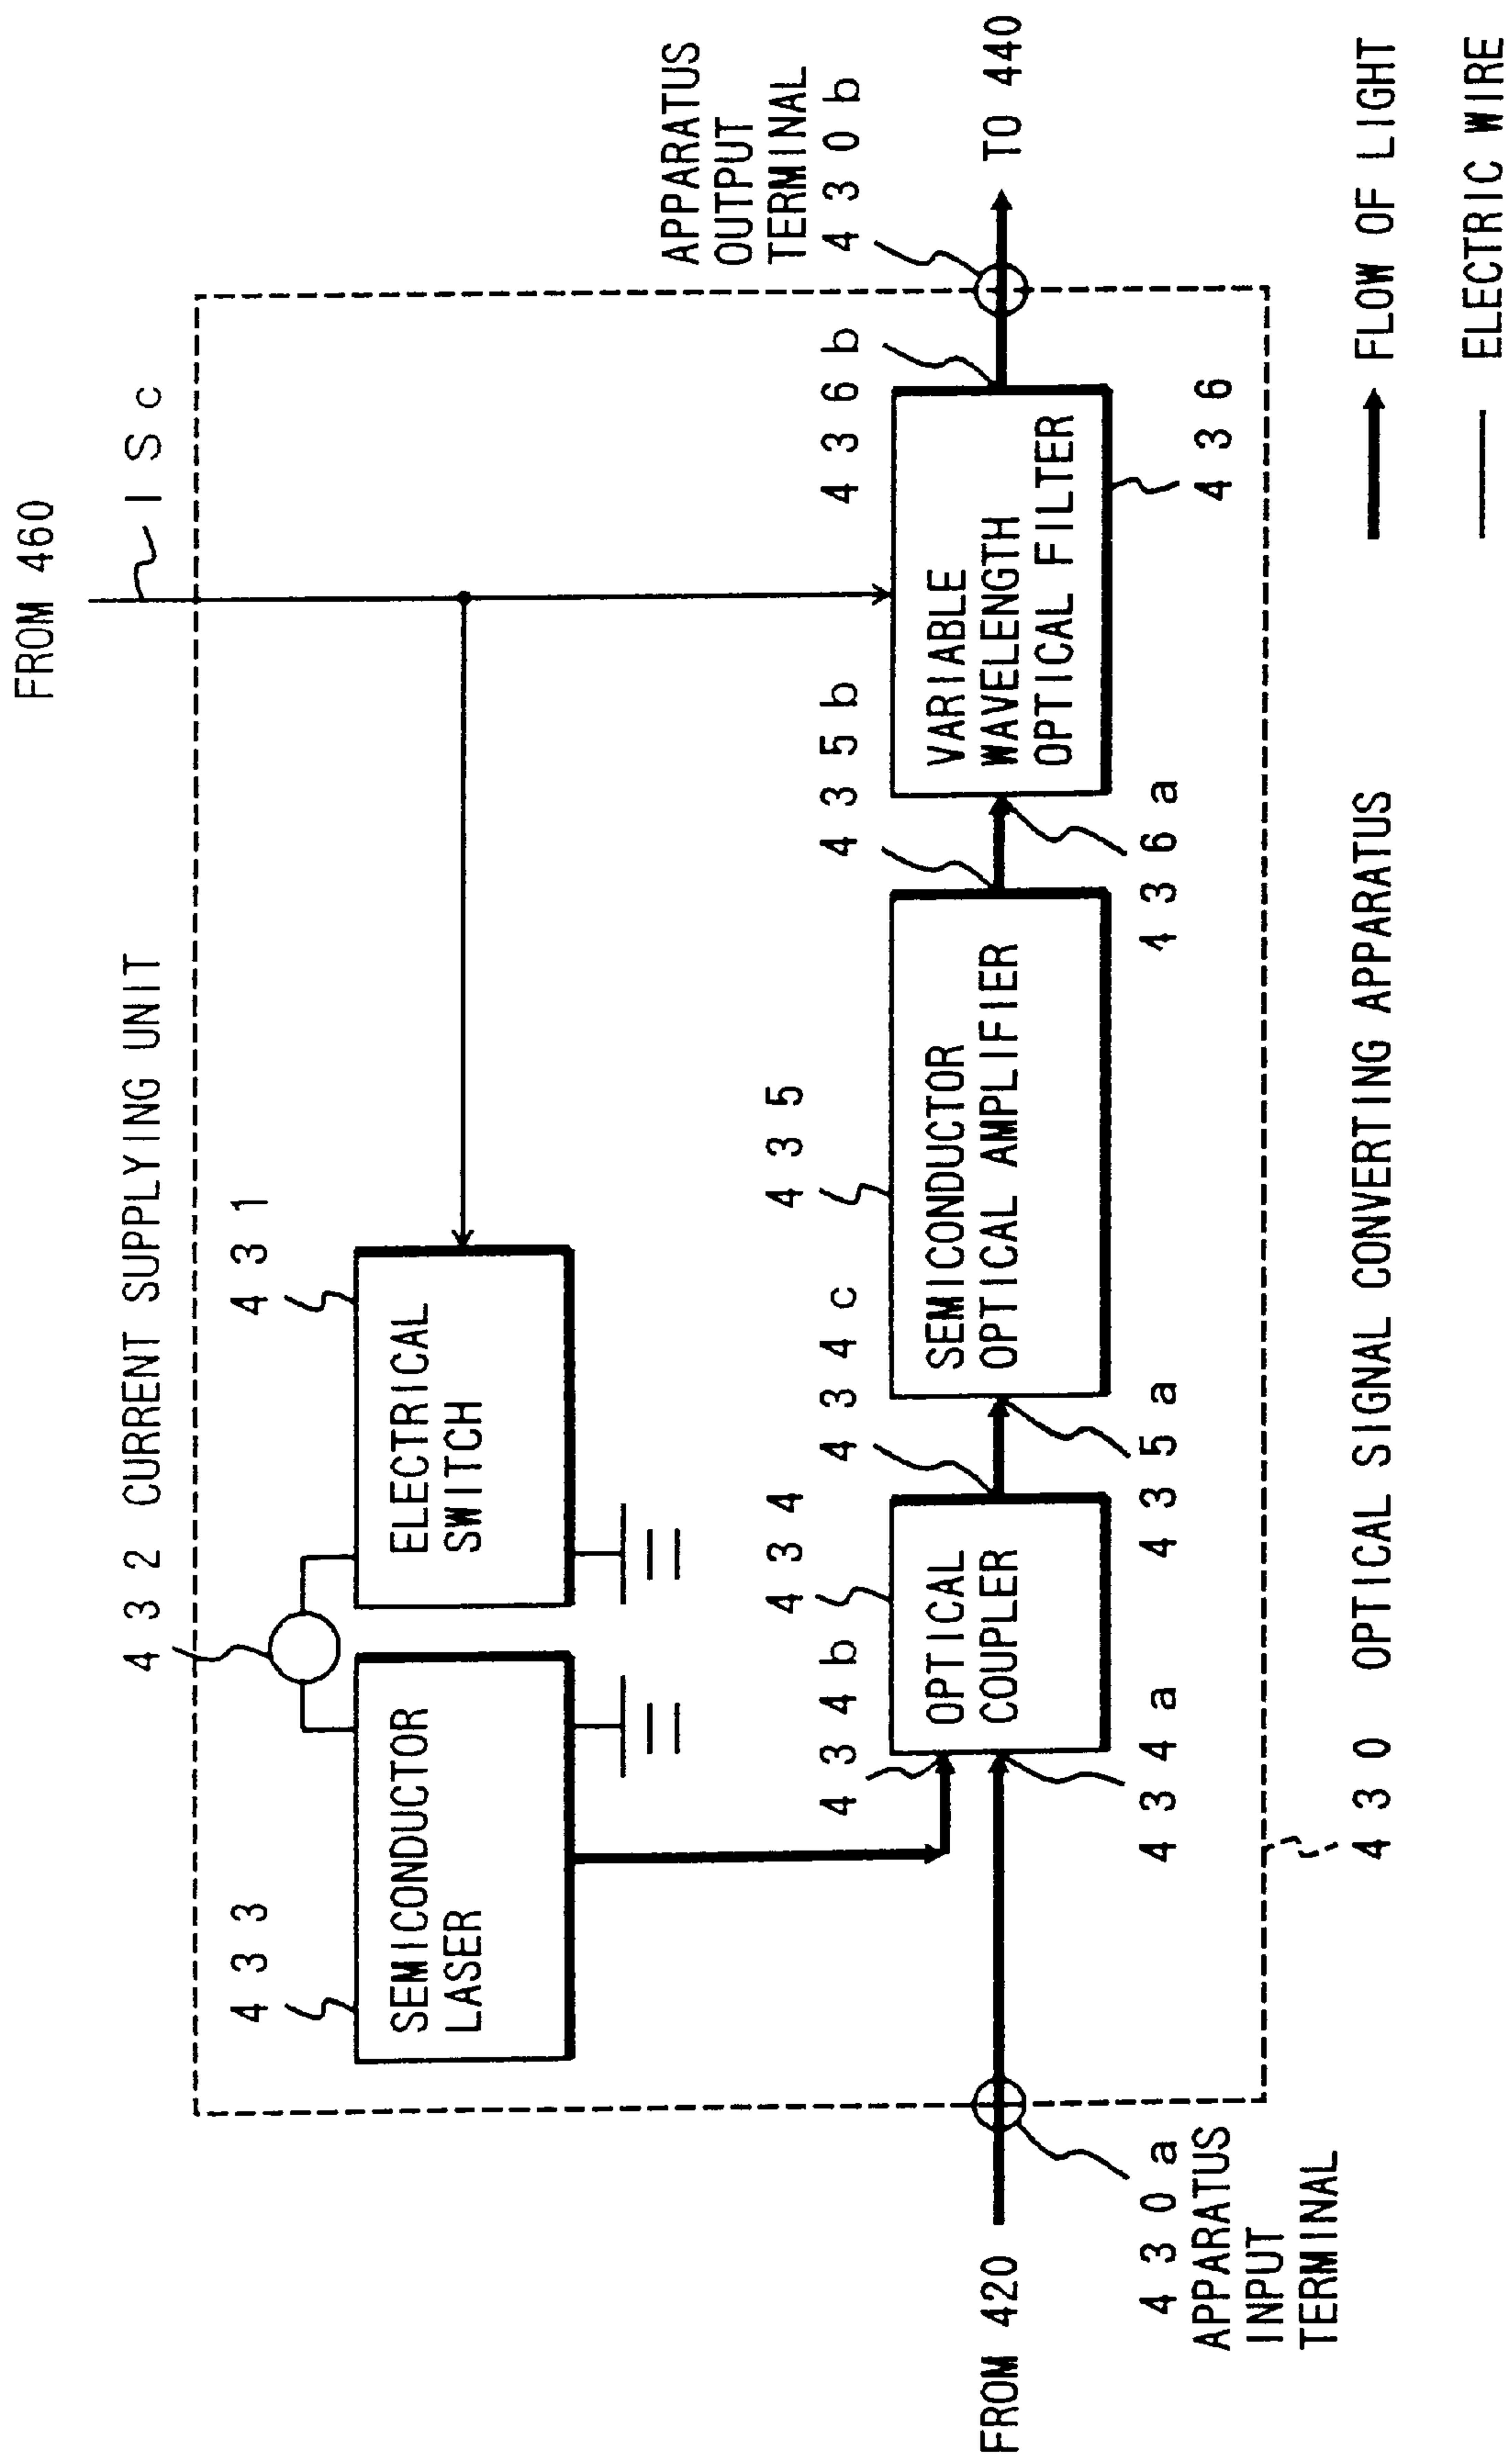 FROM 460
ISc
432 CURRENT SUPPLYING UNIT
433
431
SEMICONDUCTOR
LASER
ELECTRICAL
SWITCH
APPARATUS
OUTPUT
TERMINAL
430b
434b
434
434c
435
435b
436b
OPTICAL
COUPLER
SEMICONDUCTOR
OPTICAL AMPLIFIER
VARIABLE
WAVELENGTH
OPTICAL FILTER
FROM 420
TO 440
430a
APPARATUS
INPUT
TERMINAL
434a
435a
436a
436
430 OPTICAL SIGNAL CONVERTING APPARATUS
FLOW OF LIGHT
ELECTRIC WIRE